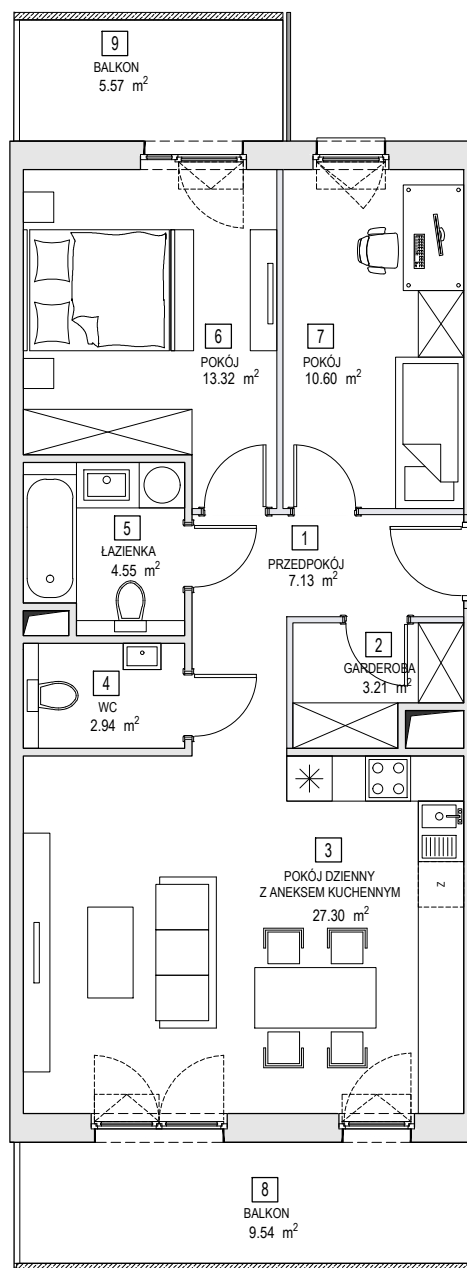 9
BALKON
5.57 m²
6
POKÓJ
13.32 m²
7
POKÓJ
10.60 m²
5
ŁAZIENKA
4.55 m²
1
PRZEDPOKÓJ
7.13 m²
2
GARDEROBA
3.21 m²
4
WC
2.94 m²
3
POKÓJ DZIENNY
Z ANEKSEM KUCHENNYM
27.30 m²
Z
8
BALKON
9.54 m²